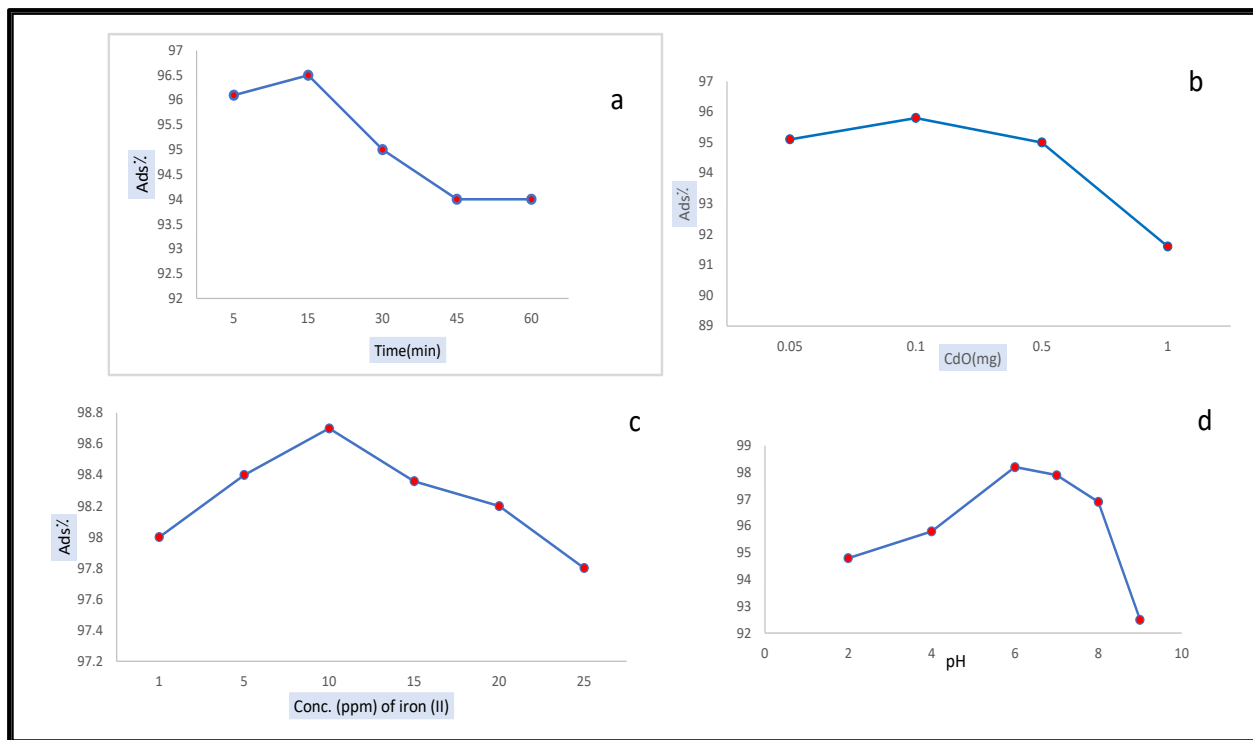 a
97
96.5
96
95.5
95
94.5
94
93.5
93
92.5
92
Ads٪
5 15 30 45 60
Time(min)
b
97
96
95
94
93
92
91
90
89
Ads٪
0.05 0.1 0.5 1
CdO(mg)
c
98.8
98.6
98.4
98.2
98
97.8
97.6
97.4
97.2
Ads٪
1 5 10 15 20 25
Conc. (ppm) of iron (II)
d
99
98
97
96
95
94
93
92
0 2 4 6 8 10
pH